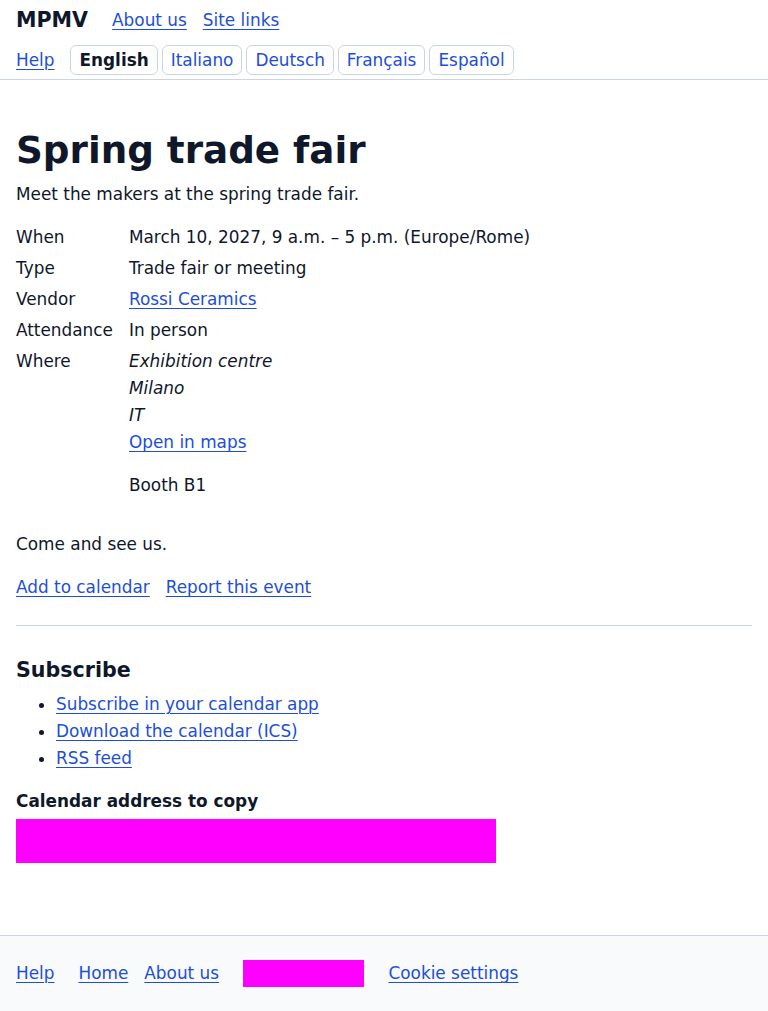 MPMV About us Site links
Help English Italiano Deutsch Français Español
Spring trade fair
Meet the makers at the spring trade fair.
When March 10, 2027, 9 a.m. – 5 p.m. (Europe/Rome)
Type Trade fair or meeting
Vendor Rossi Ceramics
Attendance In person
Where Exhibition centre
Milano
IT
Open in maps
Booth B1
Come and see us.
Add to calendar Report this event
Subscribe
Subscribe in your calendar app
Download the calendar (ICS)
RSS feed
Calendar address to copy
Help Home About us Cookie settings